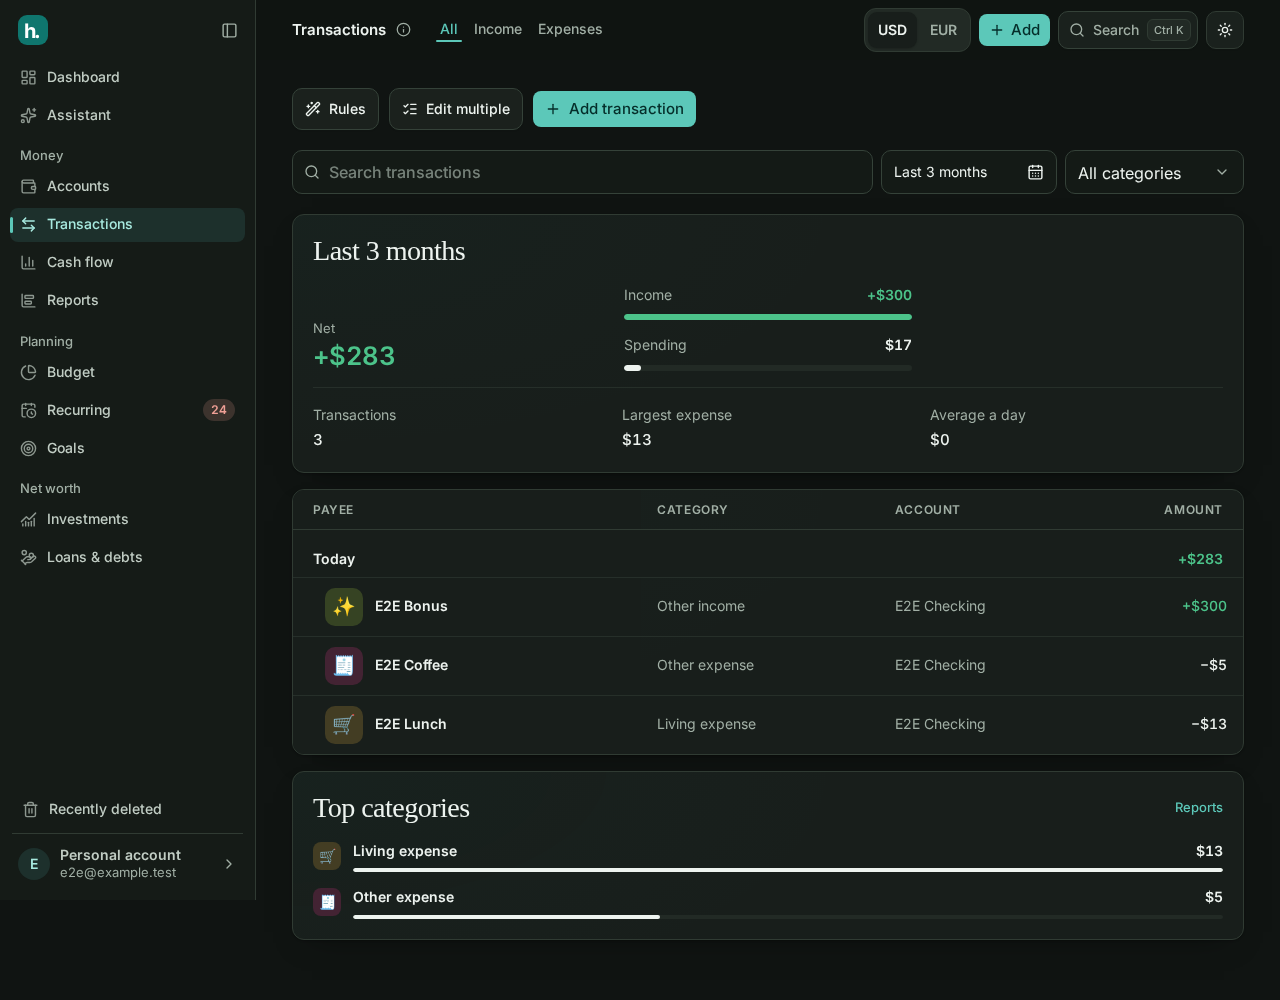 h.
Transactions
All
Income
Expenses
USD
EUR
Add
Search
Ctrl K
Dashboard
Assistant
Money
Accounts
Transactions
Cash flow
Reports
Planning
Budget
Recurring
24
Goals
Net worth
Investments
Loans & debts
Recently deleted
E
Personal account
e2e@example.test
Rules
Edit multiple
Add transaction
Search transactions
Last 3 months
All categories
Last 3 months
Net
+$283
Income
+$300
Spending
$17
Transactions
3
Largest expense
$13
Average a day
$0
PAYEE
CATEGORY
ACCOUNT
AMOUNT
Today
+$283
E2E Bonus
Other income
E2E Checking
+$300
E2E Coffee
Other expense
E2E Checking
−$5
E2E Lunch
Living expense
E2E Checking
−$13
Top categories
Reports
Living expense
$13
Other expense
$5